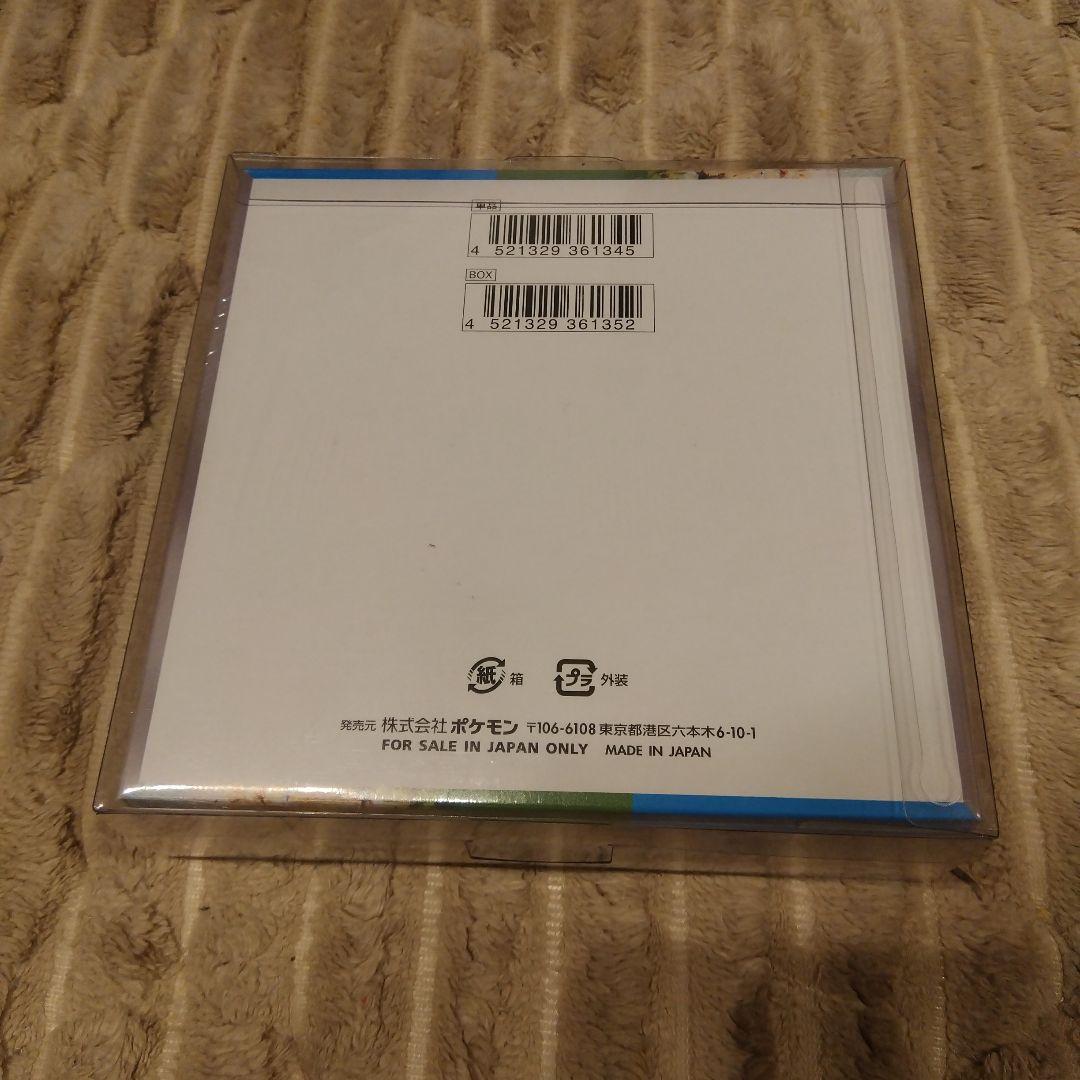 単品
4 521329 361345
BOX
4 521329 361352
紙 箱 プラ 外装
発売元 株式会社 ポケモン 〒106-6108 東京都港区六本木6-10-1
FOR SALE IN JAPAN ONLY MADE IN JAPAN